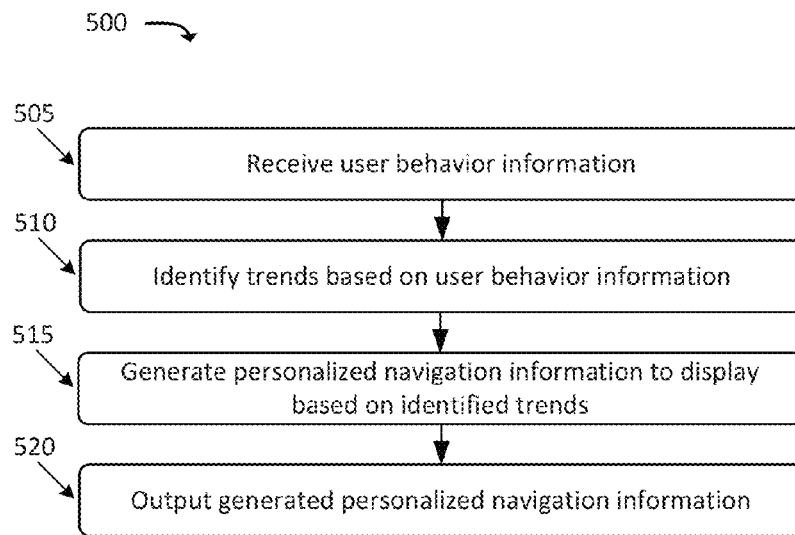 500
505
Receive user behavior information
510
Identify trends based on user behavior information
515
Generate personalized navigation information to display
based on identified trends
520
Output generated personalized navigation information